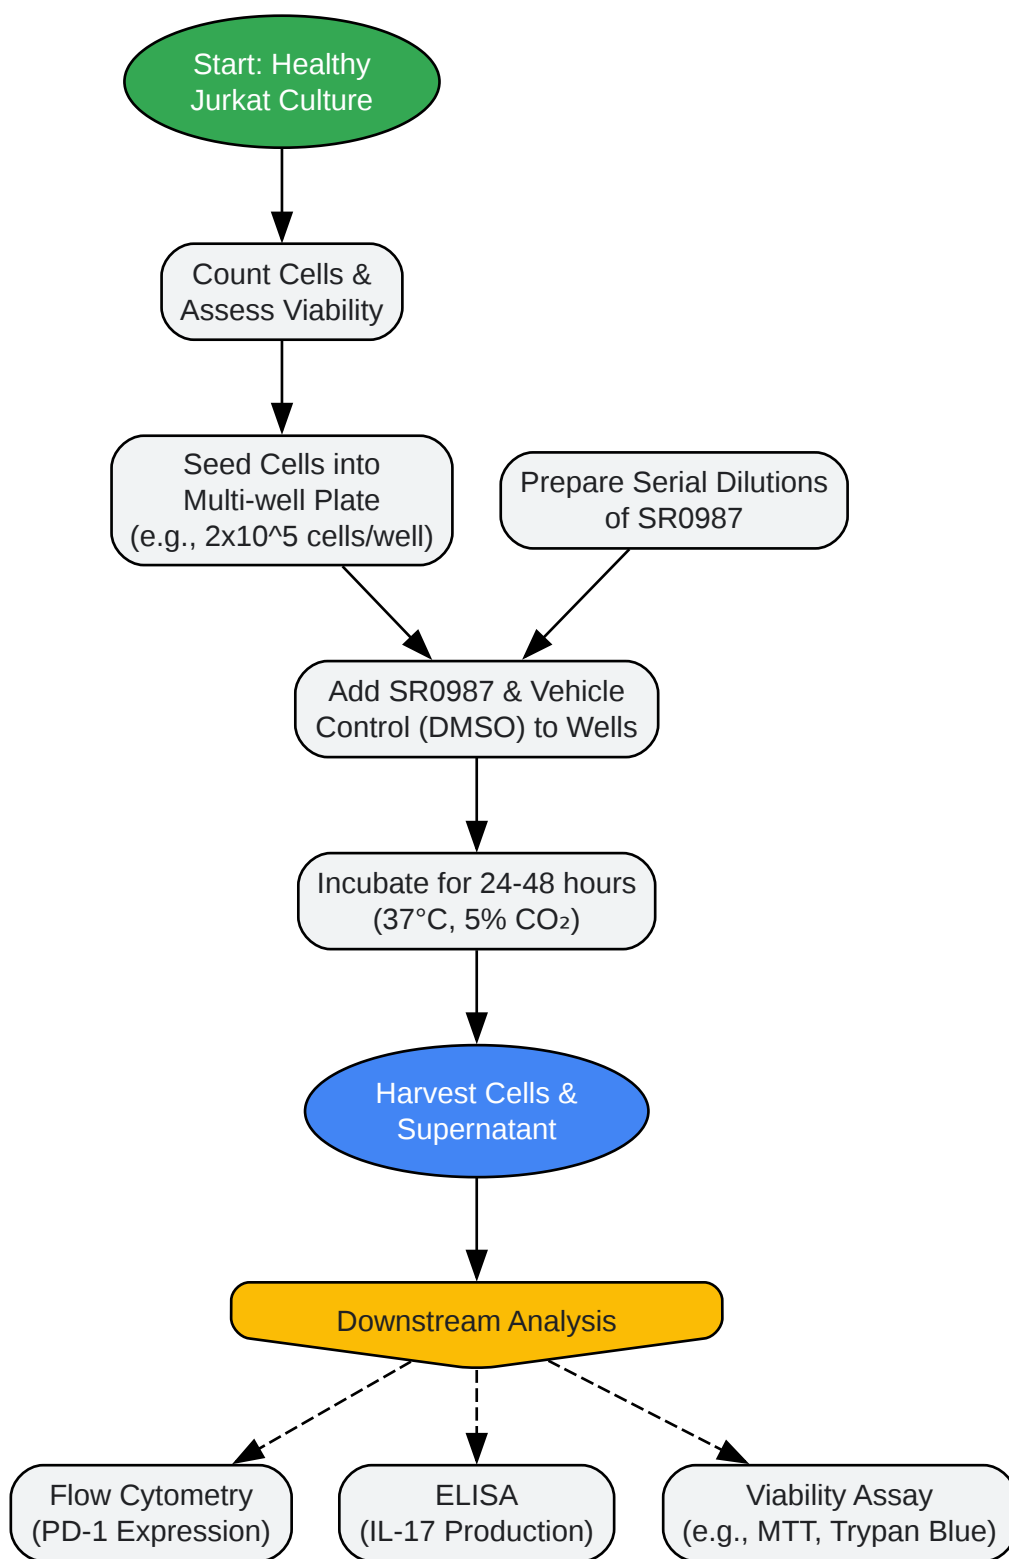 Start: Healthy
Jurkat Culture
Count Cells &
Assess Viability
Seed Cells into
Multi-well Plate
(e.g., 2x10^5 cells/well)
Prepare Serial Dilutions
of SR0987
Add SR0987 & Vehicle
Control (DMSO) to Wells
Incubate for 24-48 hours
(37°C, 5% CO₂)
Harvest Cells &
Supernatant
Downstream Analysis
Flow Cytometry
(PD-1 Expression)
ELISA
(IL-17 Production)
Viability Assay
(e.g., MTT, Trypan Blue)